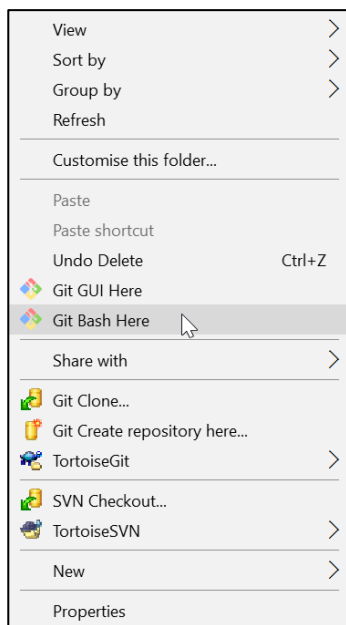 View
Sort by
Group by
Refresh
Customise this folder...
Paste
Paste shortcut
Undo Delete Ctrl+Z
Git GUI Here
Git Bash Here
Share with
Git Clone...
Git Create repository here...
TortoiseGit
SVN Checkout...
TortoiseSVN
New
Properties